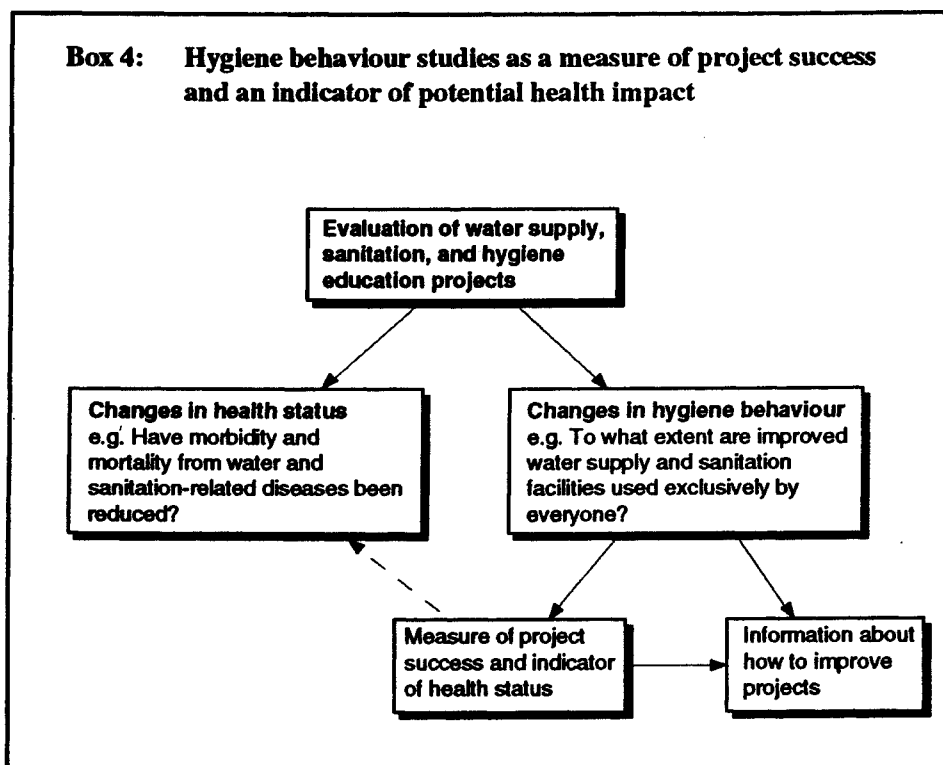 Box 4: Hygiene behaviour studies as a measure of project success
and an indicator of potential health impact
Evaluation of water supply,
sanitation, and hygiene
education projects
Changes in health status
e.g. Have morbidity and
mortality from water and
sanitation-related diseases been
reduced?
Changes in hygiene behaviour
e.g. To what extent are improved
water supply and sanitation
facilities used exclusively by
everyone?
Measure of project
success and indicator
of health status
Information about
how to improve
projects